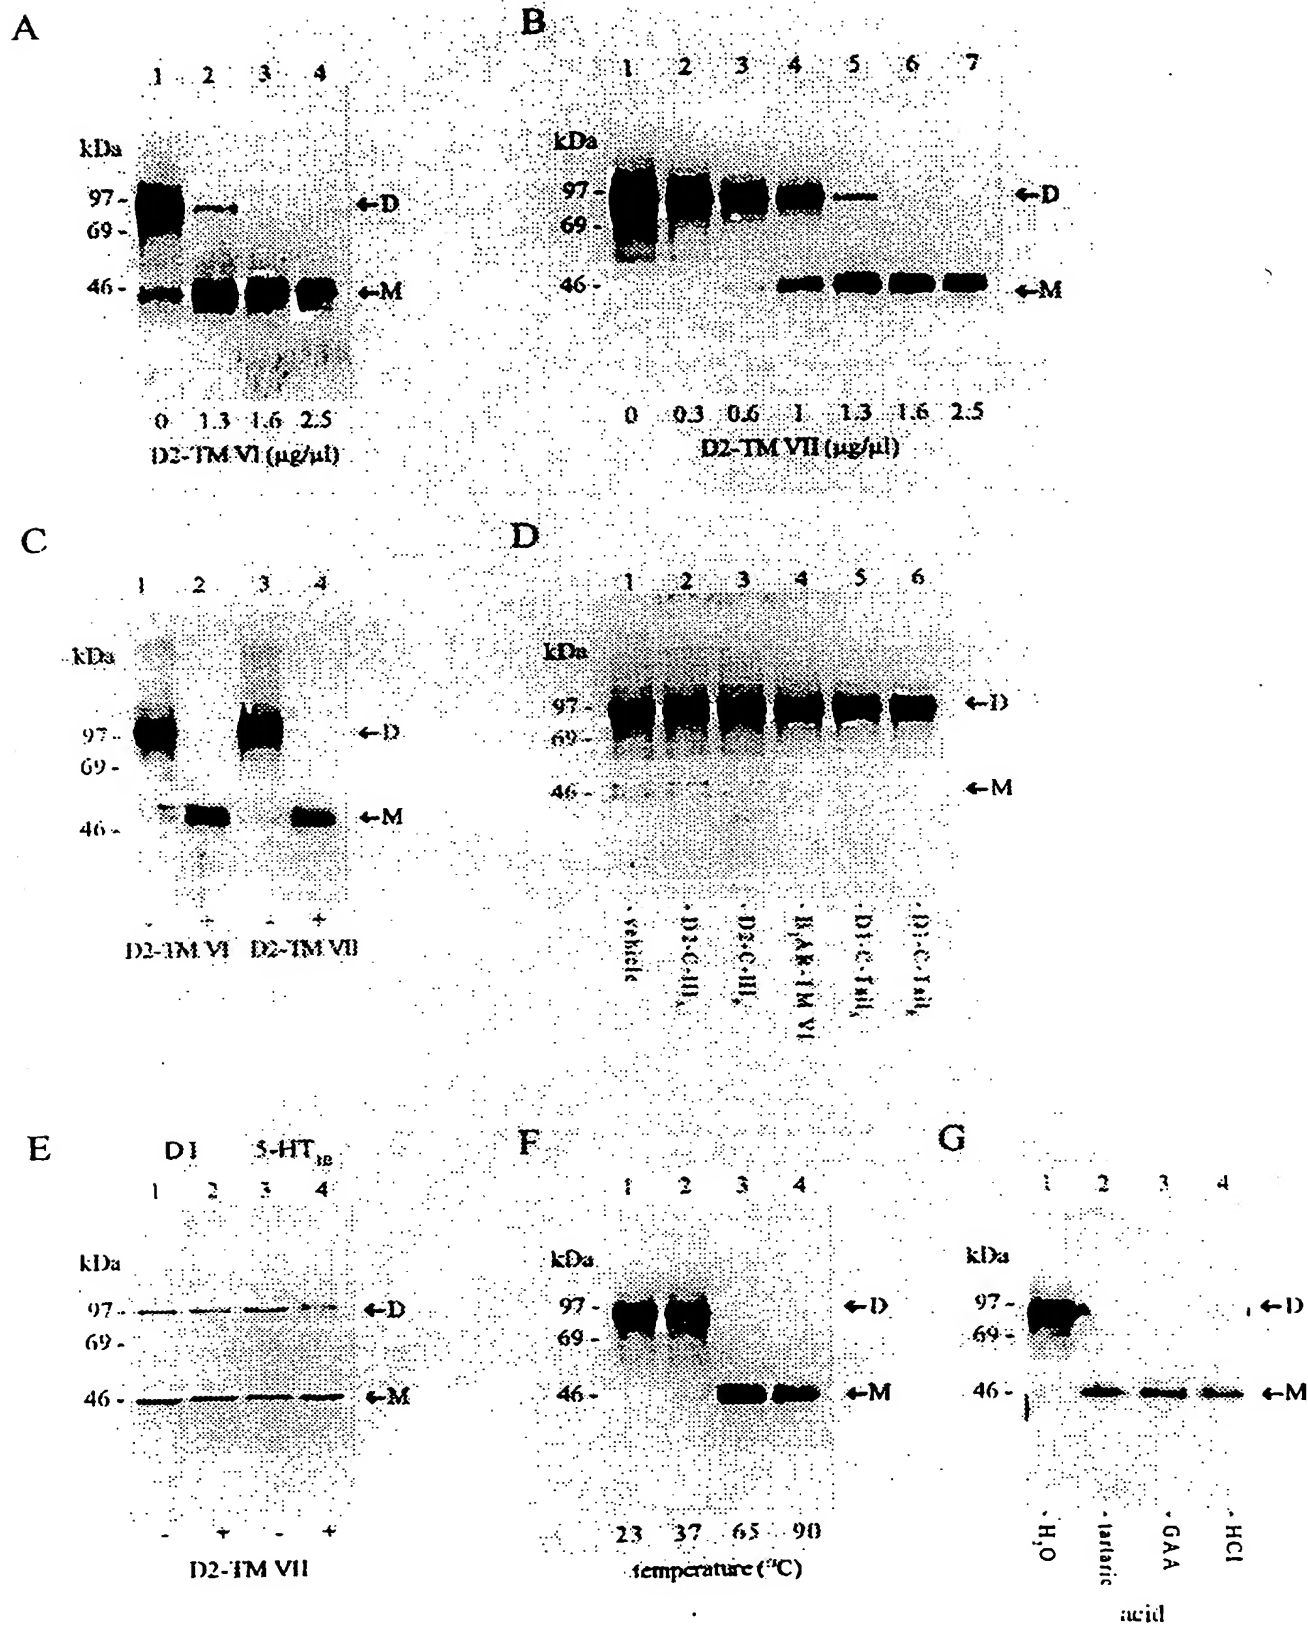 A
1 2 3 4
kDa
97-
←D
69-
46-
←M
0 1.3 1.6 2.5
D2-TM VI (µg/µl)
B
1 2 3 4 5 6 7
kDa
97-
←D
69-
46-
←M
0 0.3 0.6 1 1.3 1.6 2.5
D2-TM VII (µg/µl)
C
1 2 3 4
kDa
97-
←D
69-
←M
46-
- + - +
D2-TM VI D2-TM VII
D
1 2 3 4 5 6
kDa
97-
←D
69-
46-
←M
vehicle
TM VI
E
D1 5-HT1B
1 2 3 4
kDa
97-
←D
69-
46-
←M
- + - +
D2-TM VII
F
1 2 3 4
kDa
97-
←D
69-
46-
←M
23 37 65 90
temperature (°C)
G
1 2 3 4
kDa
97-
←D
69-
46-
←M
H2O
tartaric
GAA
HCl
acid